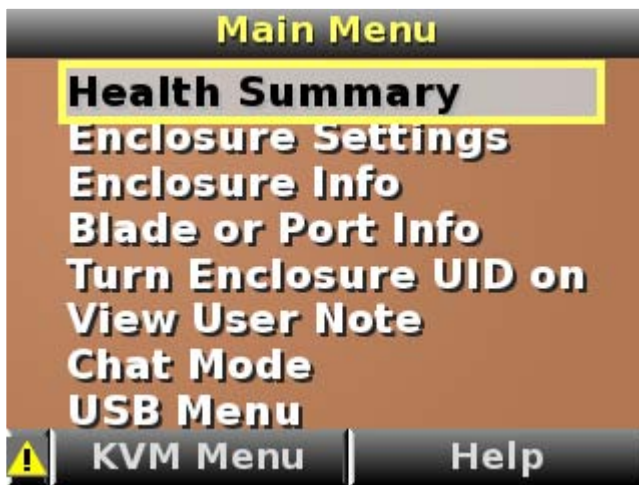 Main Menu
Health Summary
Enclosure Settings
Enclosure Info
Blade or Port Info
Turn Enclosure UID on
View User Note
Chat Mode
USB Menu
! KVM Menu Help